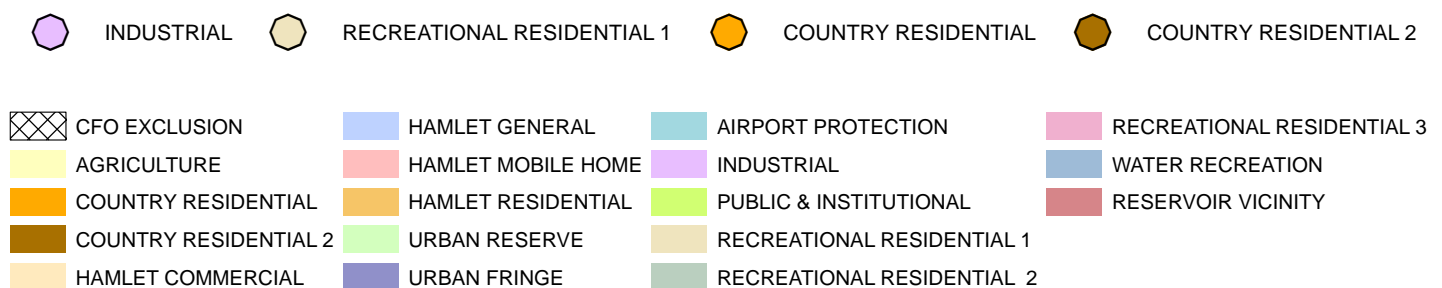 INDUSTRIAL RECREATIONAL RESIDENTIAL 1 COUNTRY RESIDENTIAL COUNTRY RESIDENTIAL 2
CFO EXCLUSION HAMLET GENERAL AIRPORT PROTECTION RECREATIONAL RESIDENTIAL 3
AGRICULTURE HAMLET MOBILE HOME INDUSTRIAL WATER RECREATION
COUNTRY RESIDENTIAL HAMLET RESIDENTIAL PUBLIC & INSTITUTIONAL RESERVOIR VICINITY
COUNTRY RESIDENTIAL 2 URBAN RESERVE RECREATIONAL RESIDENTIAL 1
HAMLET COMMERCIAL URBAN FRINGE RECREATIONAL RESIDENTIAL 2